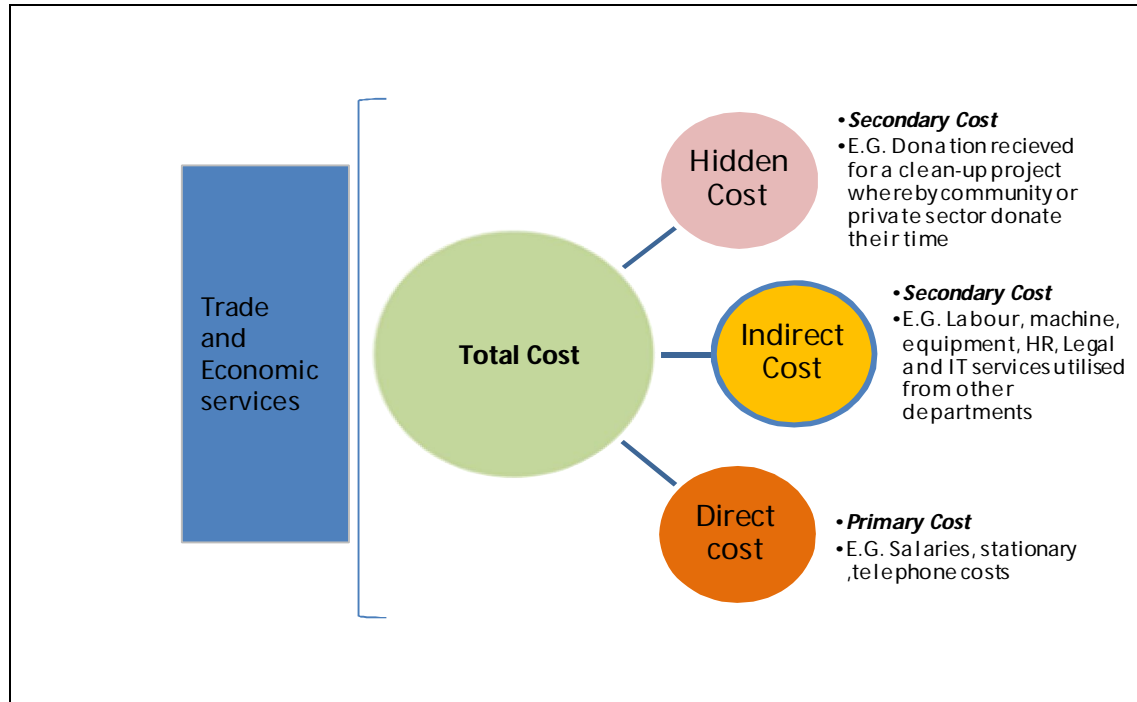 Trade
and
Economic
services
Total Cost
Hidden
Cost
•Secondary Cost
•E.G. Donation recieved
for a clean-up project
whereby community or
private sector donate
their time
Indirect
Cost
•Secondary Cost
•E.G. Labour, machine,
equipment, HR, Legal
and IT services utilised
from other
departments
Direct
cost
•Primary Cost
•E.G. Salaries, stationary
,telephone costs